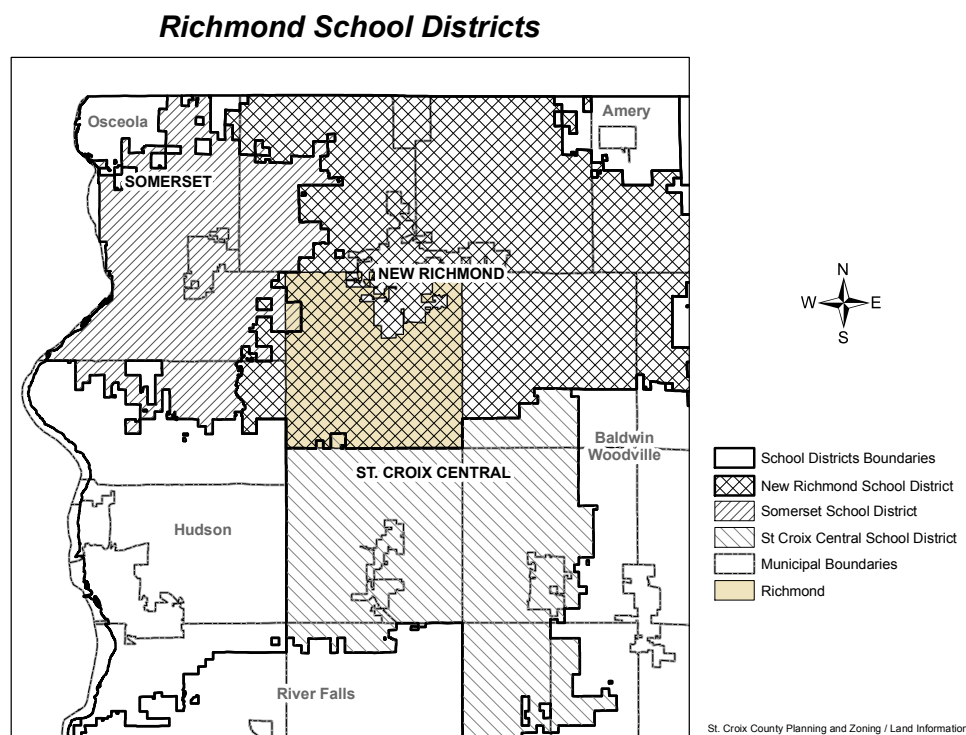 Richmond School Districts
Osceola
Amery
SOMERSET
NEW RICHMOND
N
W E
S
Baldwin
Woodville
ST. CROIX CENTRAL
Hudson
River Falls
School Districts Boundaries
New Richmond School District
Somerset School District
St Croix Central School District
Municipal Boundaries
Richmond
St. Croix County Planning and Zoning / Land Information